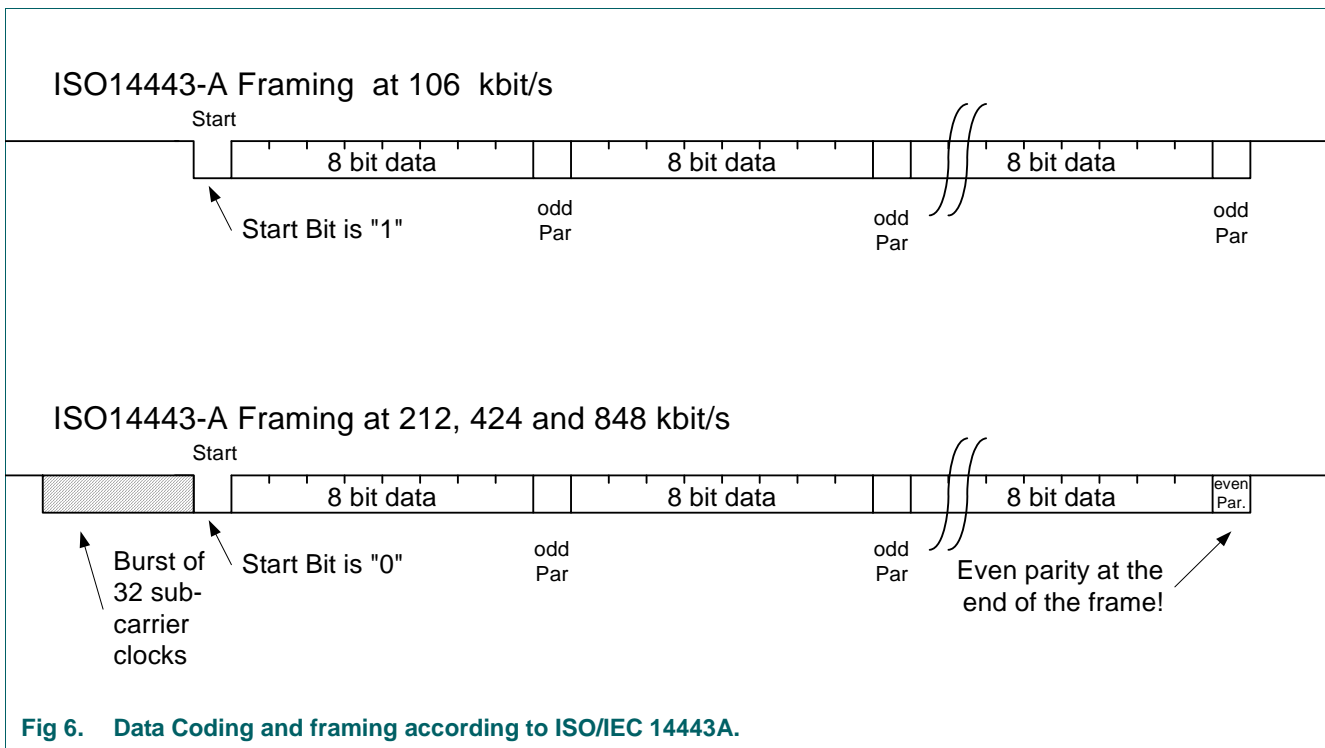 ISO14443-A Framing at 106 kbit/s
Start
8 bit data
8 bit data
8 bit data
Start Bit is "1"
odd
Par
odd
Par
odd
Par
ISO14443-A Framing at 212, 424 and 848 kbit/s
Start
8 bit data
8 bit data
8 bit data
even
Par.
Burst of
32 sub-
carrier
clocks
Start Bit is "0"
odd
Par
odd
Par
Even parity at the
end of the frame!
Fig 6. Data Coding and framing according to ISO/IEC 14443A.